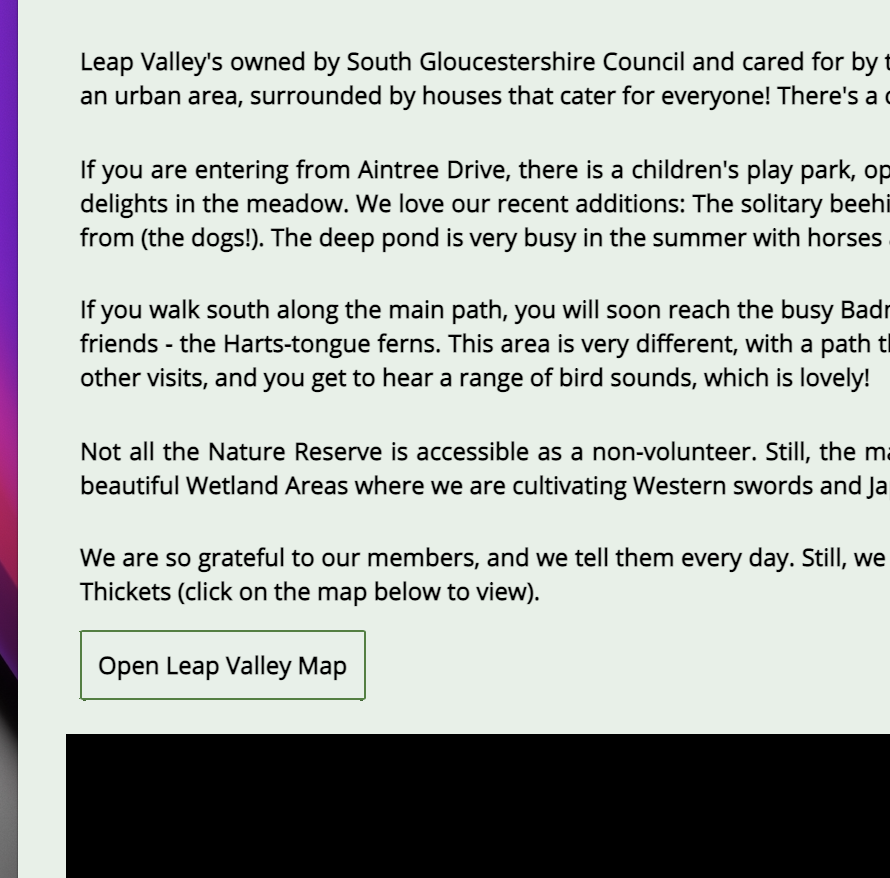 Leap Valley's owned by South Gloucestershire Council and cared for by
an urban area, surrounded by houses that cater for everyone! There's a
If you are entering from Aintree Drive, there is a children's play park,
delights in the meadow. We love our recent additions: The solitary
from (the dogs!). The deep pond is very busy in the summer with horses
If you walk south along the main path, you will soon reach the busy
friends - the Harts-tongue ferns. This area is very different, with a path
other visits, and you get to hear a range of bird sounds, which is lovely!
Not all the Nature Reserve is accessible as a non-volunteer. Still, the
beautiful Wetland Areas where we are cultivating Western swords and
We are so grateful to our members, and we tell them every day. Still, we
Thickets (click on the map below to view).
Open Leap Valley Map